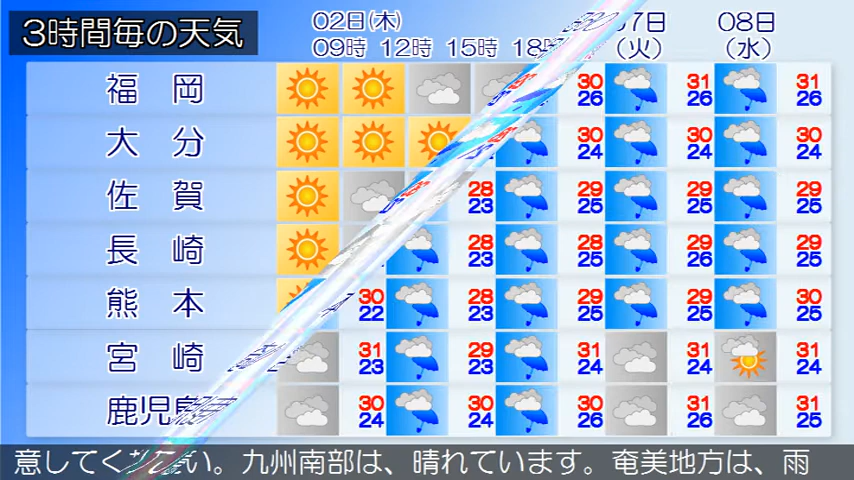 3時間毎の天気
02日(木) 07日 08日
09時 12時 15時 18時 (火) (水)
福岡 30 26 31 26 31 26
大分 30 24 30 24 30 24
佐賀 28 23 29 25 29 25 29 25
長崎 28 23 28 25 29 26 29 25
熊本 30 22 28 23 29 25 29 25 30 25
宮崎 31 23 29 23 31 24 31 24 31 24
鹿児島 30 24 30 24 30 26 31 26 31 25
意してください。九州南部は、晴れています。奄美地方は、雨